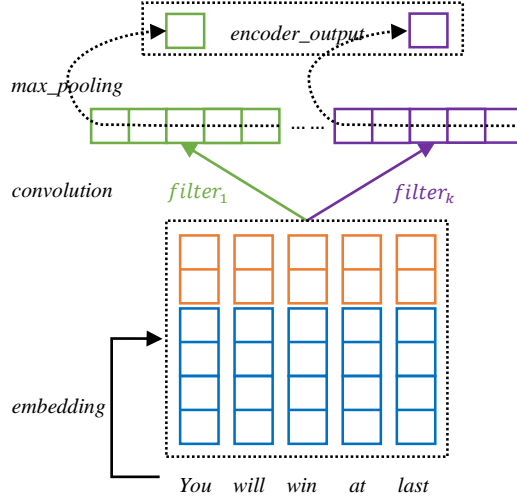 encoder_output
max_pooling
... ...
convolution
filter₁
filterₖ
embedding
You will win at last